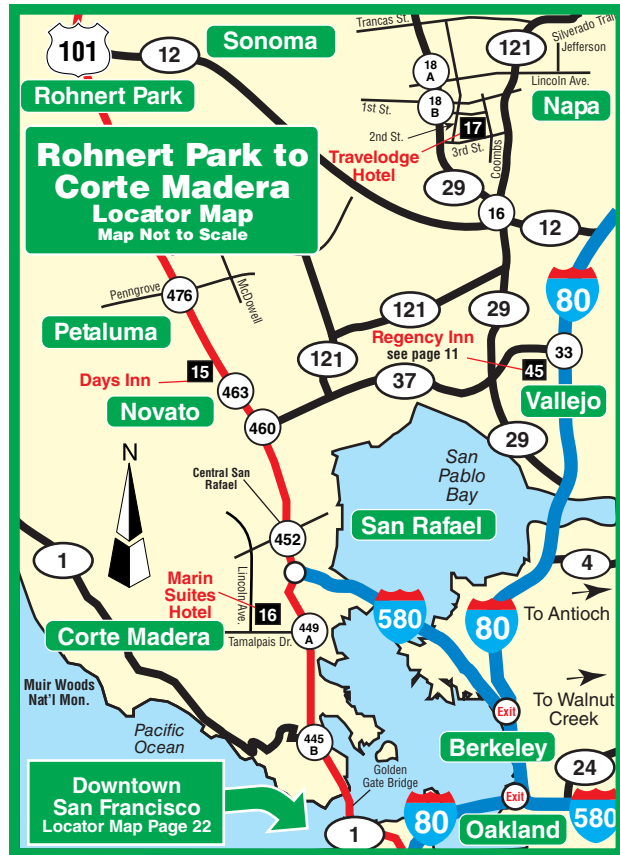 Trancas St.
Silverado Trail
Jefferson
101
12
Sonoma
121
18
A
Lincoln Ave.
Rohnert Park
18
B
1st St.
Napa
2nd St.
17
3rd St.
Coombs
Travelodge
Hotel
Rohnert Park to
Corte Madera
Locator Map
Map Not to Scale
29
16
12
80
Penngrove
476
McDowell
121
29
Petaluma
Regency Inn
see page 11
33
121
45
Days Inn
15
463
37
Vallejo
Novato
460
29
N
Central San
Rafael
San
Pablo
Bay
San Rafael
452
1
4
Marin
Suites
Hotel
Lincoln Ave.
16
580
80
To Antioch
Corte Madera
449
A
Tamalpais Dr.
Muir Woods
Nat'l Mon.
To Walnut
Creek
Exit
Pacific
Ocean
445
B
Berkeley
Golden
Gate Bridge
24
Downtown
San Francisco
Locator Map Page 22
Exit
1
80
Oakland
580